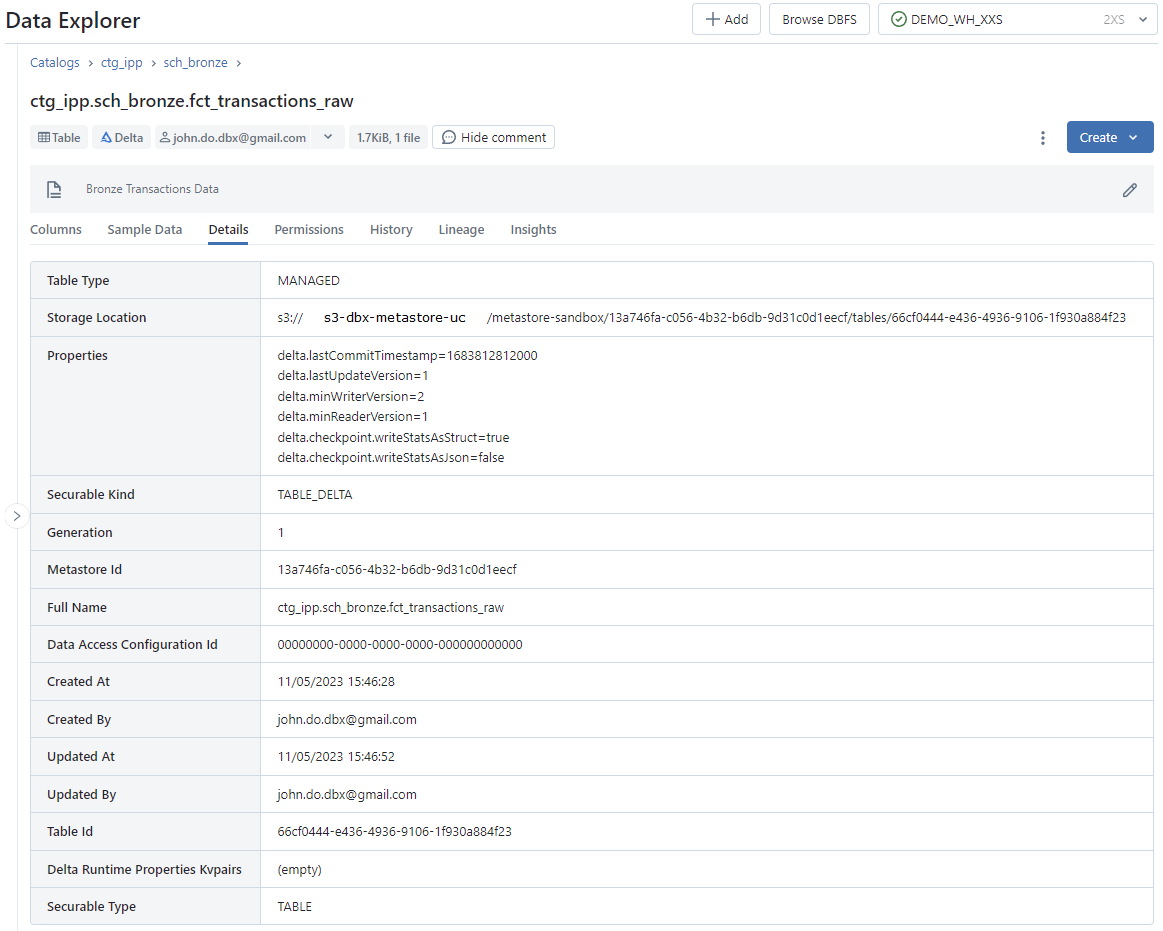 Data Explorer
Add
Browse DBFS
DEMO_WH_XXS 2XS
Catalogs > ctg_ipp > sch_bronze >
ctg_ipp.sch_bronze.fct_transactions_raw
Table
Delta
john.do.dbx@gmail.com
1.7KiB, 1 file
Hide comment
Create
Bronze Transactions Data
Columns Sample Data Details Permissions History Lineage Insights
Table Type MANAGED
Storage Location s3:// s3-dbx-metastore-uc /metastore-sandbox/13a746fa-c056-4b32-b6db-9d31c0d1eecf/tables/66cf0444-e436-4936-9106-1f930a884f23
Properties delta.lastCommitTimestamp=1683812812000
delta.lastUpdateVersion=1
delta.minWriterVersion=2
delta.minReaderVersion=1
delta.checkpoint.writeStatsAsStruct=true
delta.checkpoint.writeStatsAsJson=false
Securable Kind TABLE_DELTA
Generation 1
Metastore Id 13a746fa-c056-4b32-b6db-9d31c0d1eecf
Full Name ctg_ipp.sch_bronze.fct_transactions_raw
Data Access Configuration Id 00000000-0000-0000-0000-000000000000
Created At 11/05/2023 15:46:28
Created By john.do.dbx@gmail.com
Updated At 11/05/2023 15:46:52
Updated By john.do.dbx@gmail.com
Table Id 66cf0444-e436-4936-9106-1f930a884f23
Delta Runtime Properties Kvpairs (empty)
Securable Type TABLE